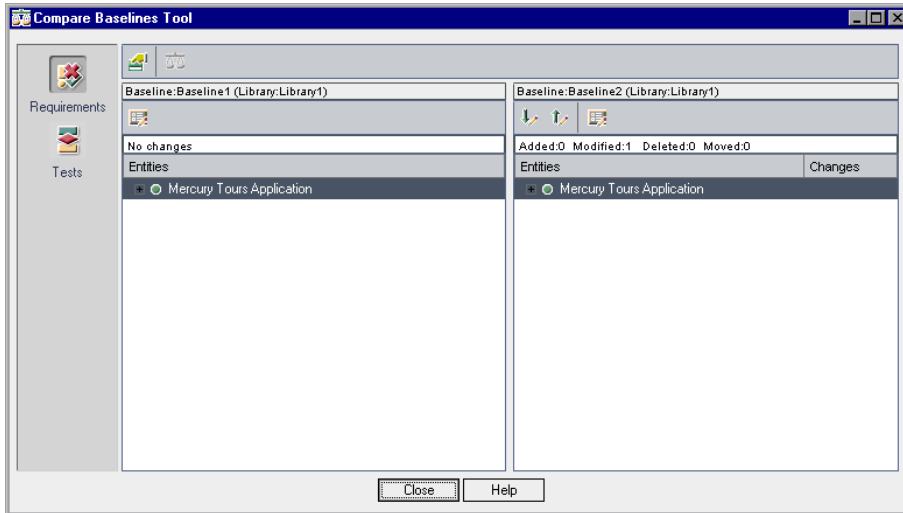 Compare Baselines Tool
Requirements
Tests
Baseline:Baseline1 (Library:Library1)
No changes
Entities
Mercury Tours Application
Baseline:Baseline2 (Library:Library1)
Added:0 Modified:1 Deleted:0 Moved:0
Entities Changes
Mercury Tours Application
Close Help